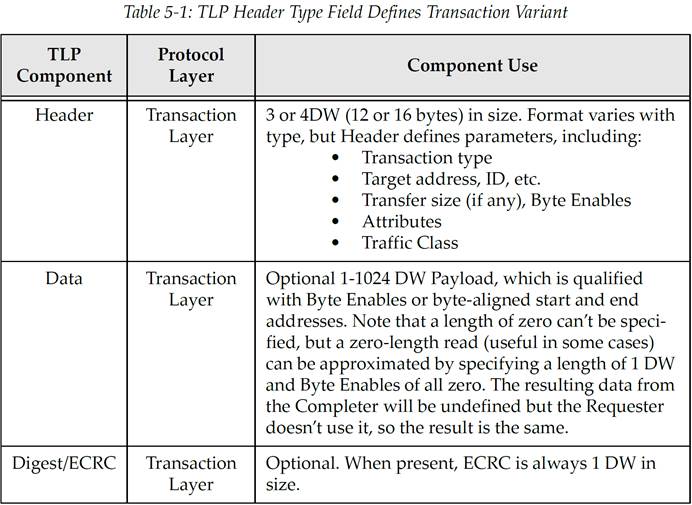 Table 5-1: TLP Header Type Field Defines Transaction Variant
TLP
Component
Protocol
Layer
Component Use
Header
Transaction
Layer
3 or 4DW (12 or 16 bytes) in size. Format varies with
type, but Header defines parameters, including:
• Transaction type
• Target address, ID, etc.
• Transfer size (if any), Byte Enables
• Attributes
• Traffic Class
Data
Transaction
Layer
Optional 1-1024 DW Payload, which is qualified
with Byte Enables or byte-aligned start and end
addresses. Note that a length of zero can't be speci-
fied, but a zero-length read (useful in some cases)
can be approximated by specifying a length of 1 DW
and Byte Enables of all zero. The resulting data from
the Completer will be undefined but the Requester
doesn't use it, so the result is the same.
Digest/ECRC
Transaction
Layer
Optional. When present, ECRC is always 1 DW in
size.